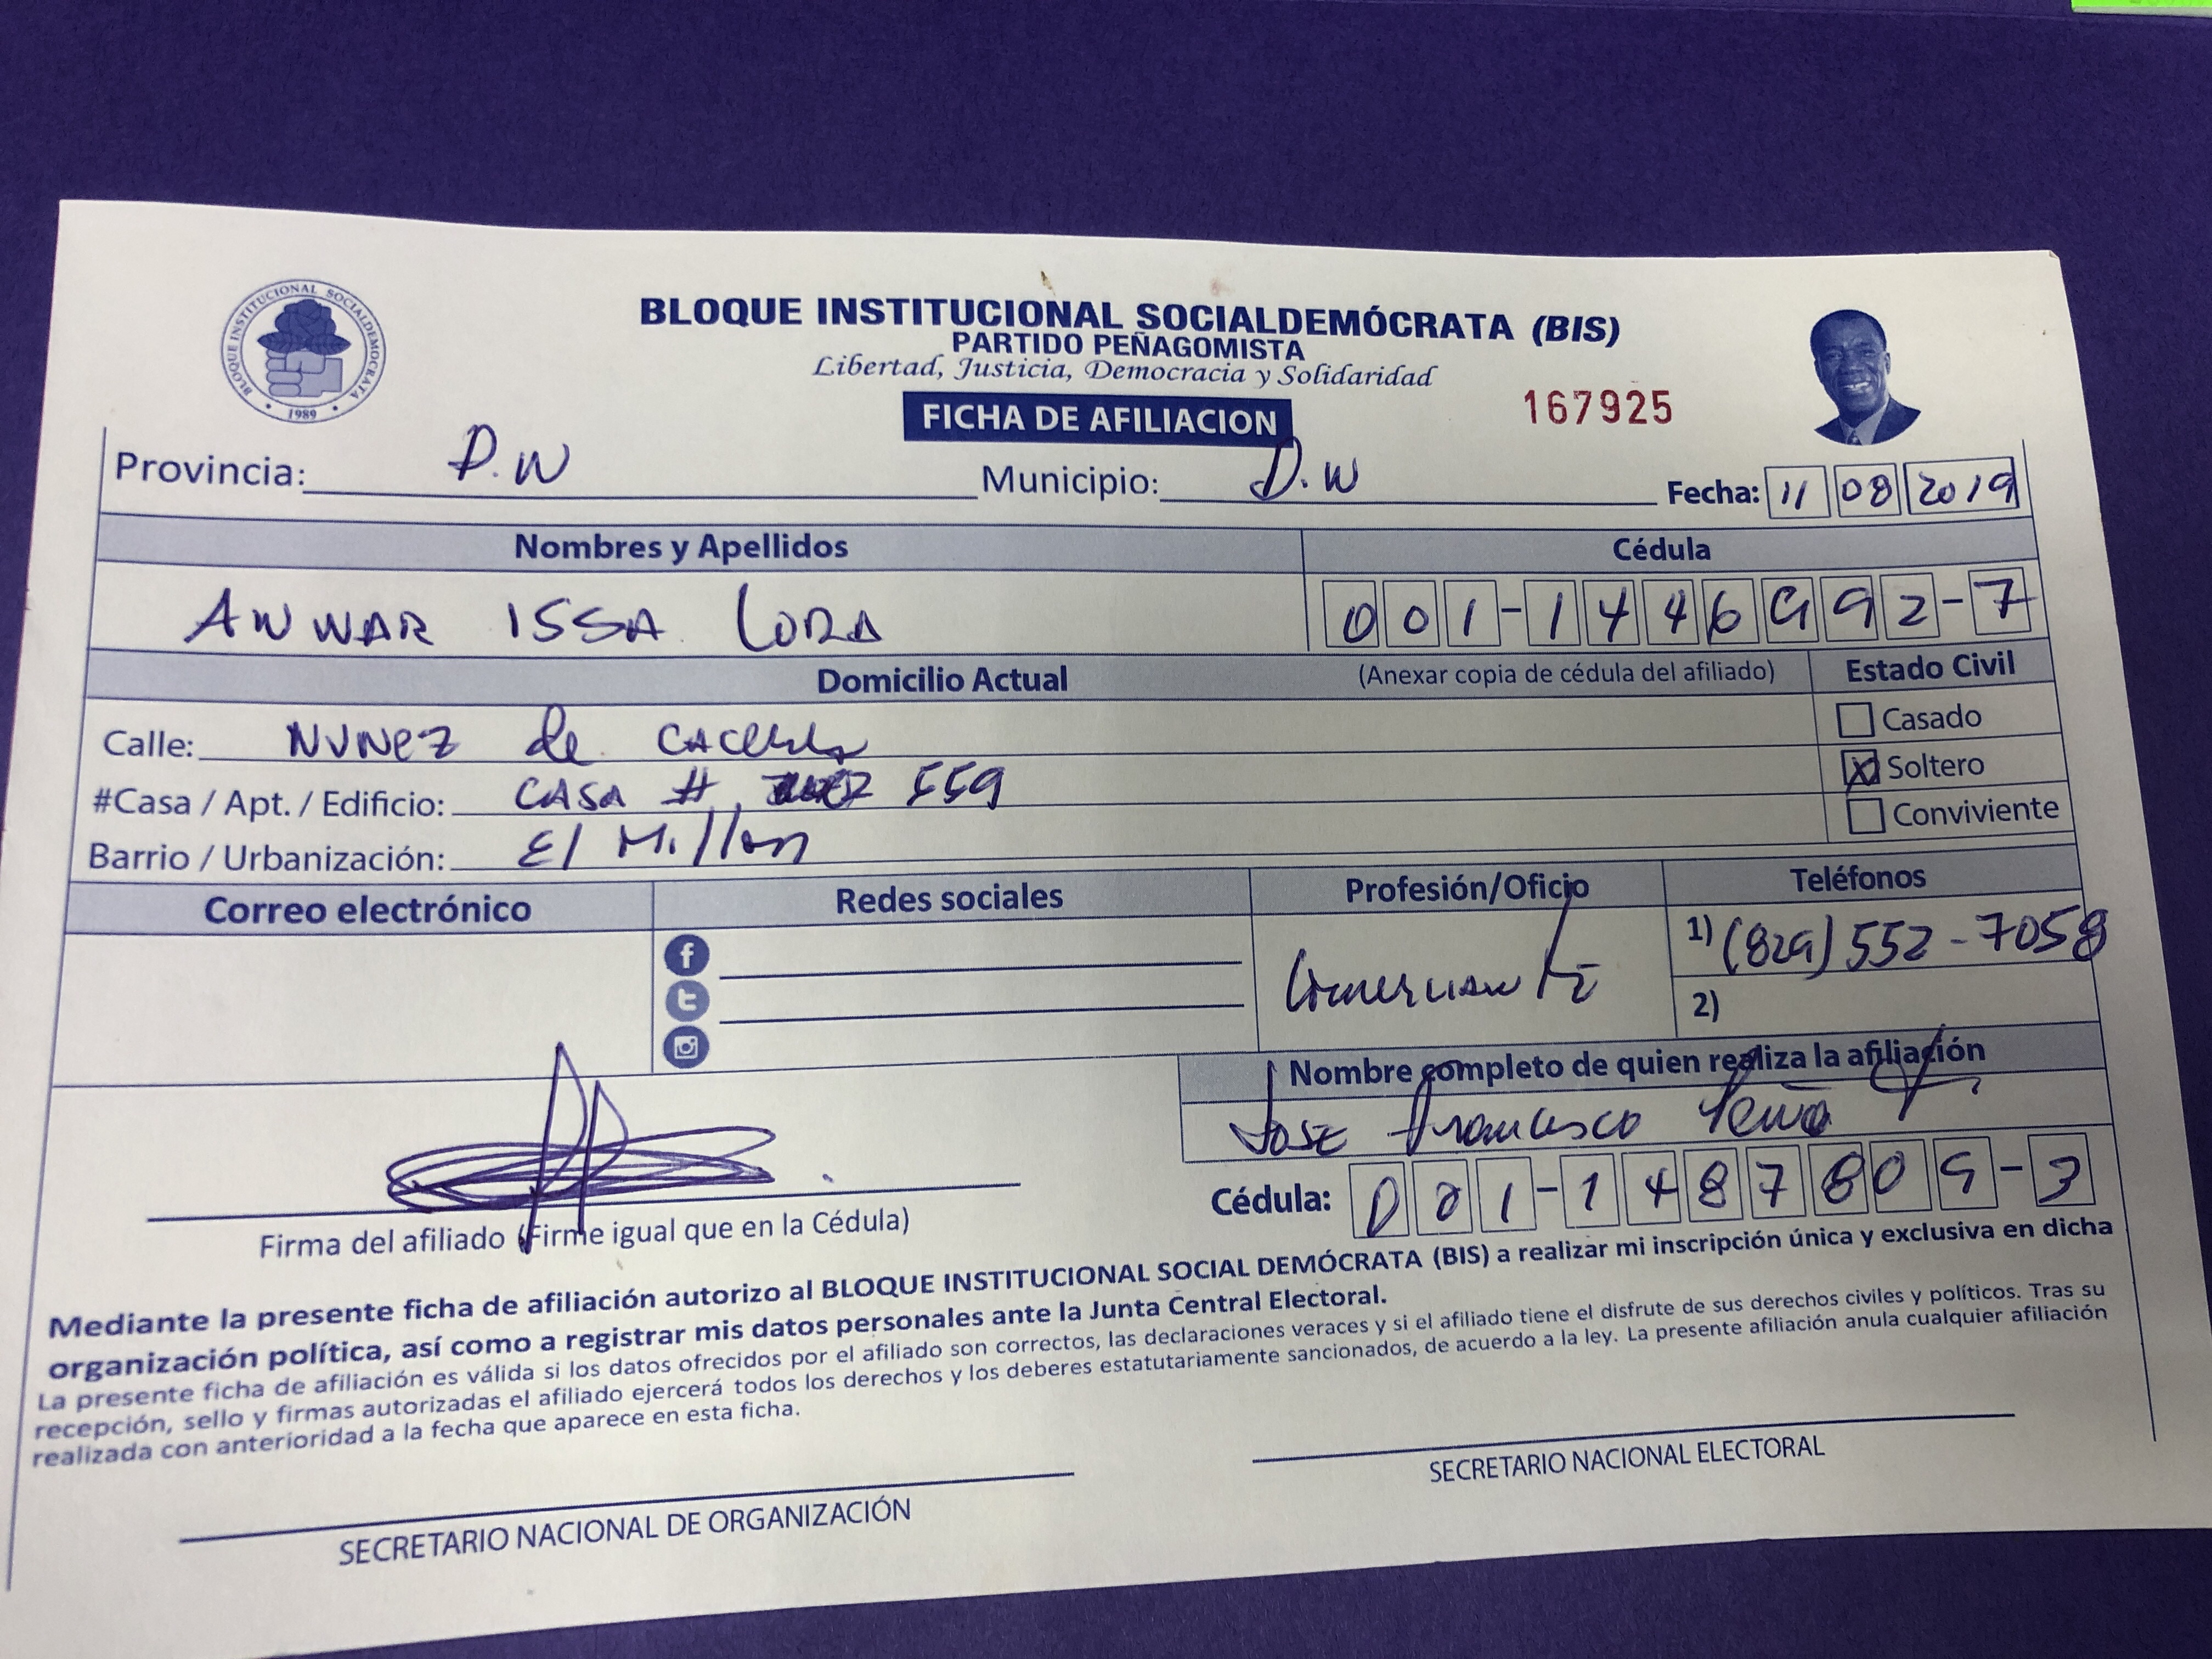 BLOQUE INSTITUCIONAL SOCIALDEMOCRATA
1989
BLOQUE INSTITUCIONAL SOCIALDEMÓCRATA (BIS)
PARTIDO PEÑAGOMISTA
Libertad, Justicia, Democracia y Solidaridad
FICHA DE AFILIACION
167925
Provincia: D.N Municipio: D.N Fecha: 11 08 2019
Nombres y Apellidos Cédula
ANWAR ISSA LORA 001-1446992-7
Domicilio Actual (Anexar copia de cédula del afiliado) Estado Civil
Calle: NUNEZ de CACERES Casado
#Casa / Apt. / Edificio: CASA # 559 X Soltero
Barrio / Urbanización: El Millon Conviviente
Correo electrónico Redes sociales Profesión/Oficio Teléfonos
Comerciante 1) (829) 552-7058
2)
Nombre completo de quien realiza la afiliación
Jose Francisco Peña
Cédula: 001-1487809-3
Firma del afiliado (Firme igual que en la Cédula)
Mediante la presente ficha de afiliación autorizo al BLOQUE INSTITUCIONAL SOCIAL DEMÓCRATA (BIS) a realizar mi inscripción única y exclusiva en dicha
organización política, así como a registrar mis datos personales ante la Junta Central Electoral.
La presente ficha de afiliación es válida si los datos ofrecidos por el afiliado son correctos, las declaraciones veraces y si el afiliado tiene el disfrute de sus derechos civiles y políticos. Tras su
recepción, sello y firmas autorizadas el afiliado ejercerá todos los derechos y los deberes estatutariamente sancionados, de acuerdo a la ley. La presente afiliación anula cualquier afiliación
realizada con anterioridad a la fecha que aparece en esta ficha.
SECRETARIO NACIONAL DE ORGANIZACIÓN SECRETARIO NACIONAL ELECTORAL